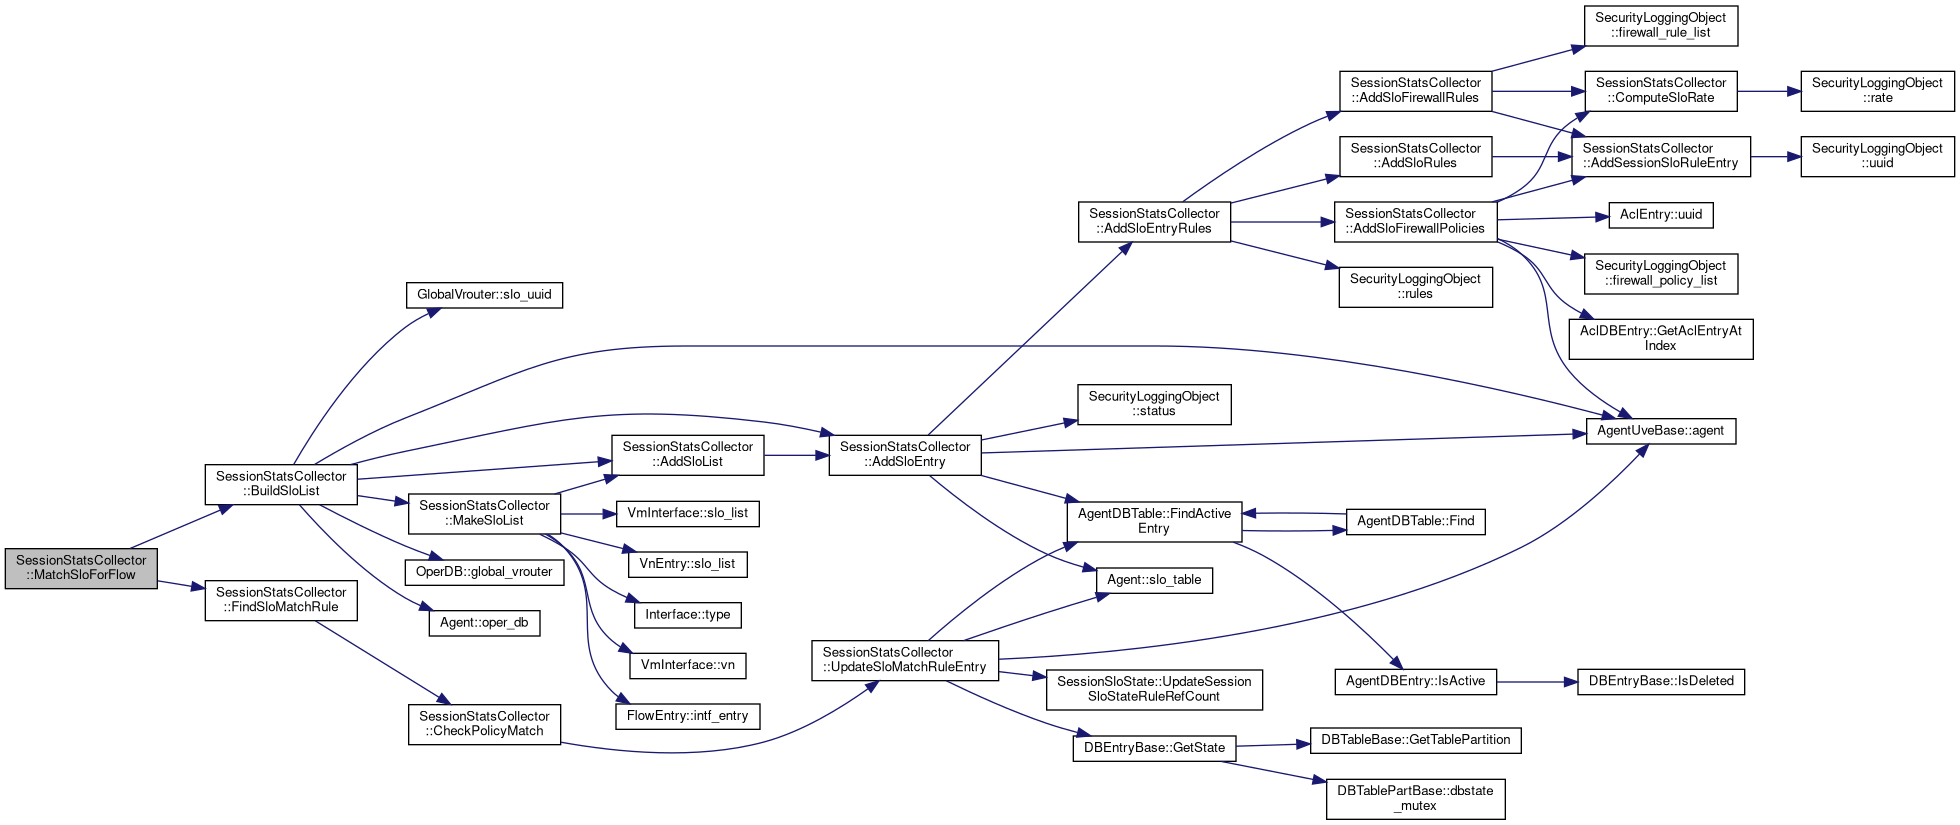 SessionStatsCollector
::MatchSloForFlow
SessionStatsCollector
::BuildSloList
SessionStatsCollector
::FindSloMatchRule
GlobalVrouter::slo_uuid
SessionStatsCollector
::MakeSloList
OperDB::global_vrouter
Agent::oper_db
SessionStatsCollector
::CheckPolicyMatch
SessionStatsCollector
::AddSloList
VmInterface::slo_list
VnEntry::slo_list
Interface::type
VmInterface::vn
FlowEntry::intf_entry
SessionStatsCollector
::AddSloEntry
SessionStatsCollector
::UpdateSloMatchRuleEntry
SessionStatsCollector
::AddSloEntryRules
SecurityLoggingObject
::status
AgentDBTable::FindActive
Entry
Agent::slo_table
SessionSloState::UpdateSession
SloStateRuleRefCount
DBEntryBase::GetState
SessionStatsCollector
::AddSloFirewallRules
SessionStatsCollector
::AddSloRules
SessionStatsCollector
::AddSloFirewallPolicies
SecurityLoggingObject
::rules
AgentDBTable::Find
AgentDBEntry::IsActive
DBTableBase::GetTablePartition
DBTablePartBase::dbstate
_mutex
SecurityLoggingObject
::firewall_rule_list
SessionStatsCollector
::ComputeSloRate
SessionStatsCollector
::AddSessionSloRuleEntry
AclEntry::uuid
SecurityLoggingObject
::firewall_policy_list
AclDBEntry::GetAclEntryAt
Index
AgentUveBase::agent
DBEntryBase::IsDeleted
SecurityLoggingObject
::rate
SecurityLoggingObject
::uuid